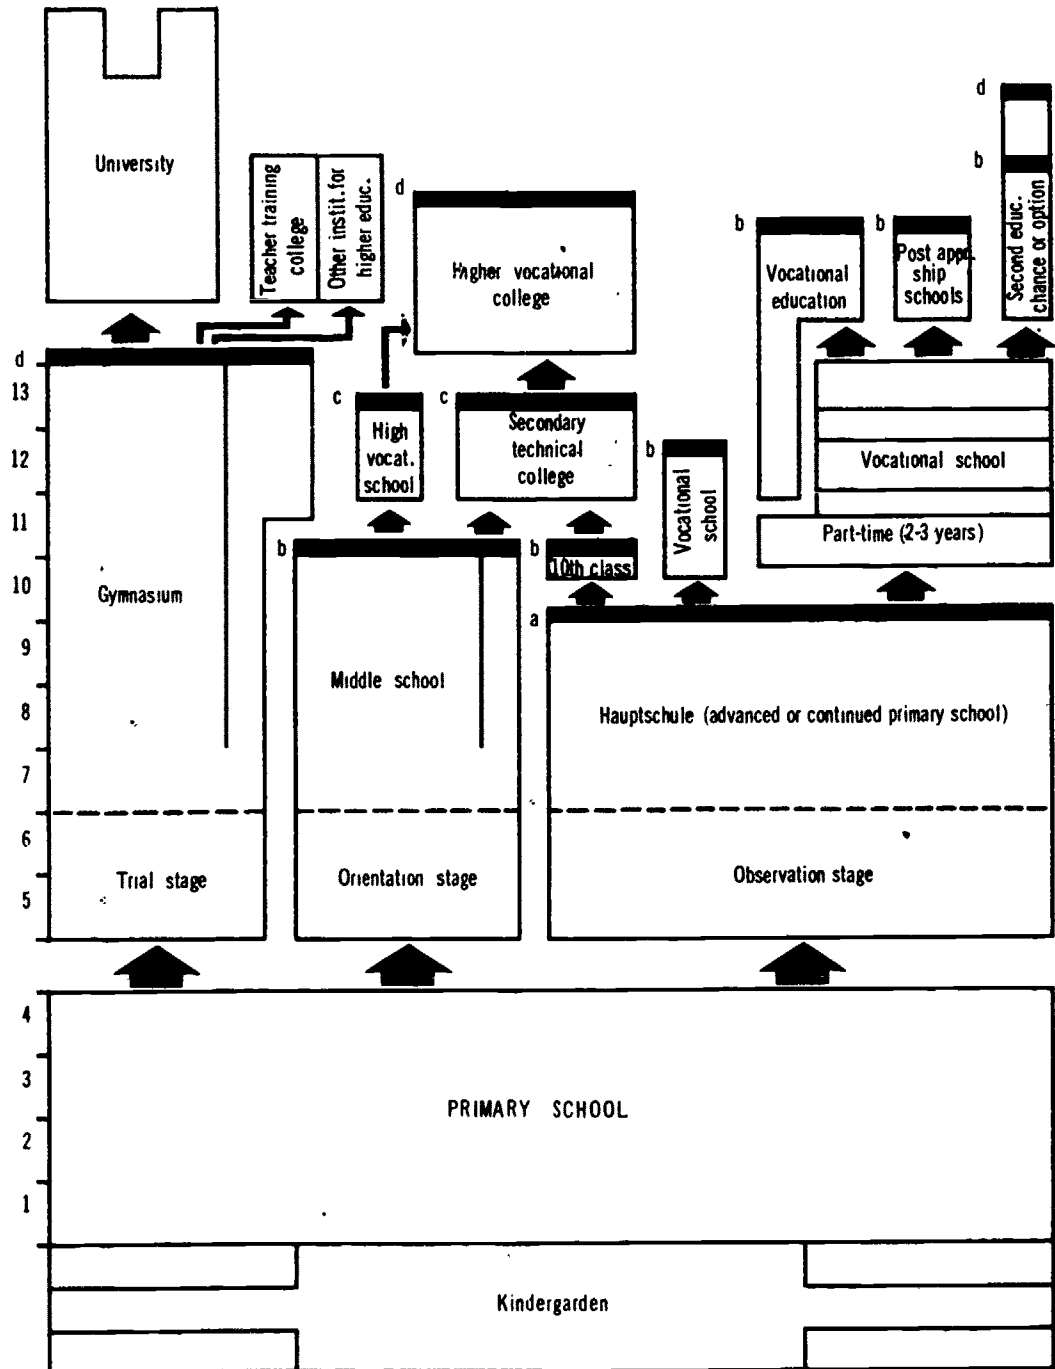 University
Teacher training
college
Other instit. for
higher educ.
d
Higher vocational
college
b
Vocational
education
b
Post appr.
ship
schools
d
b
Second educ.
chance or option
d
13
12
11
10
9
8
7
6
5
c
High
vocat.
school
c
Secondary
technical
college
b
Vocational
school
Vocational school
Part-time (2-3 years)
Gymnasium
b
Middle school
b
10th class
a
Hauptschule (advanced or continued primary school)
Trial stage
Orientation stage
Observation stage
4
3
2
1
PRIMARY SCHOOL
Kindergarden